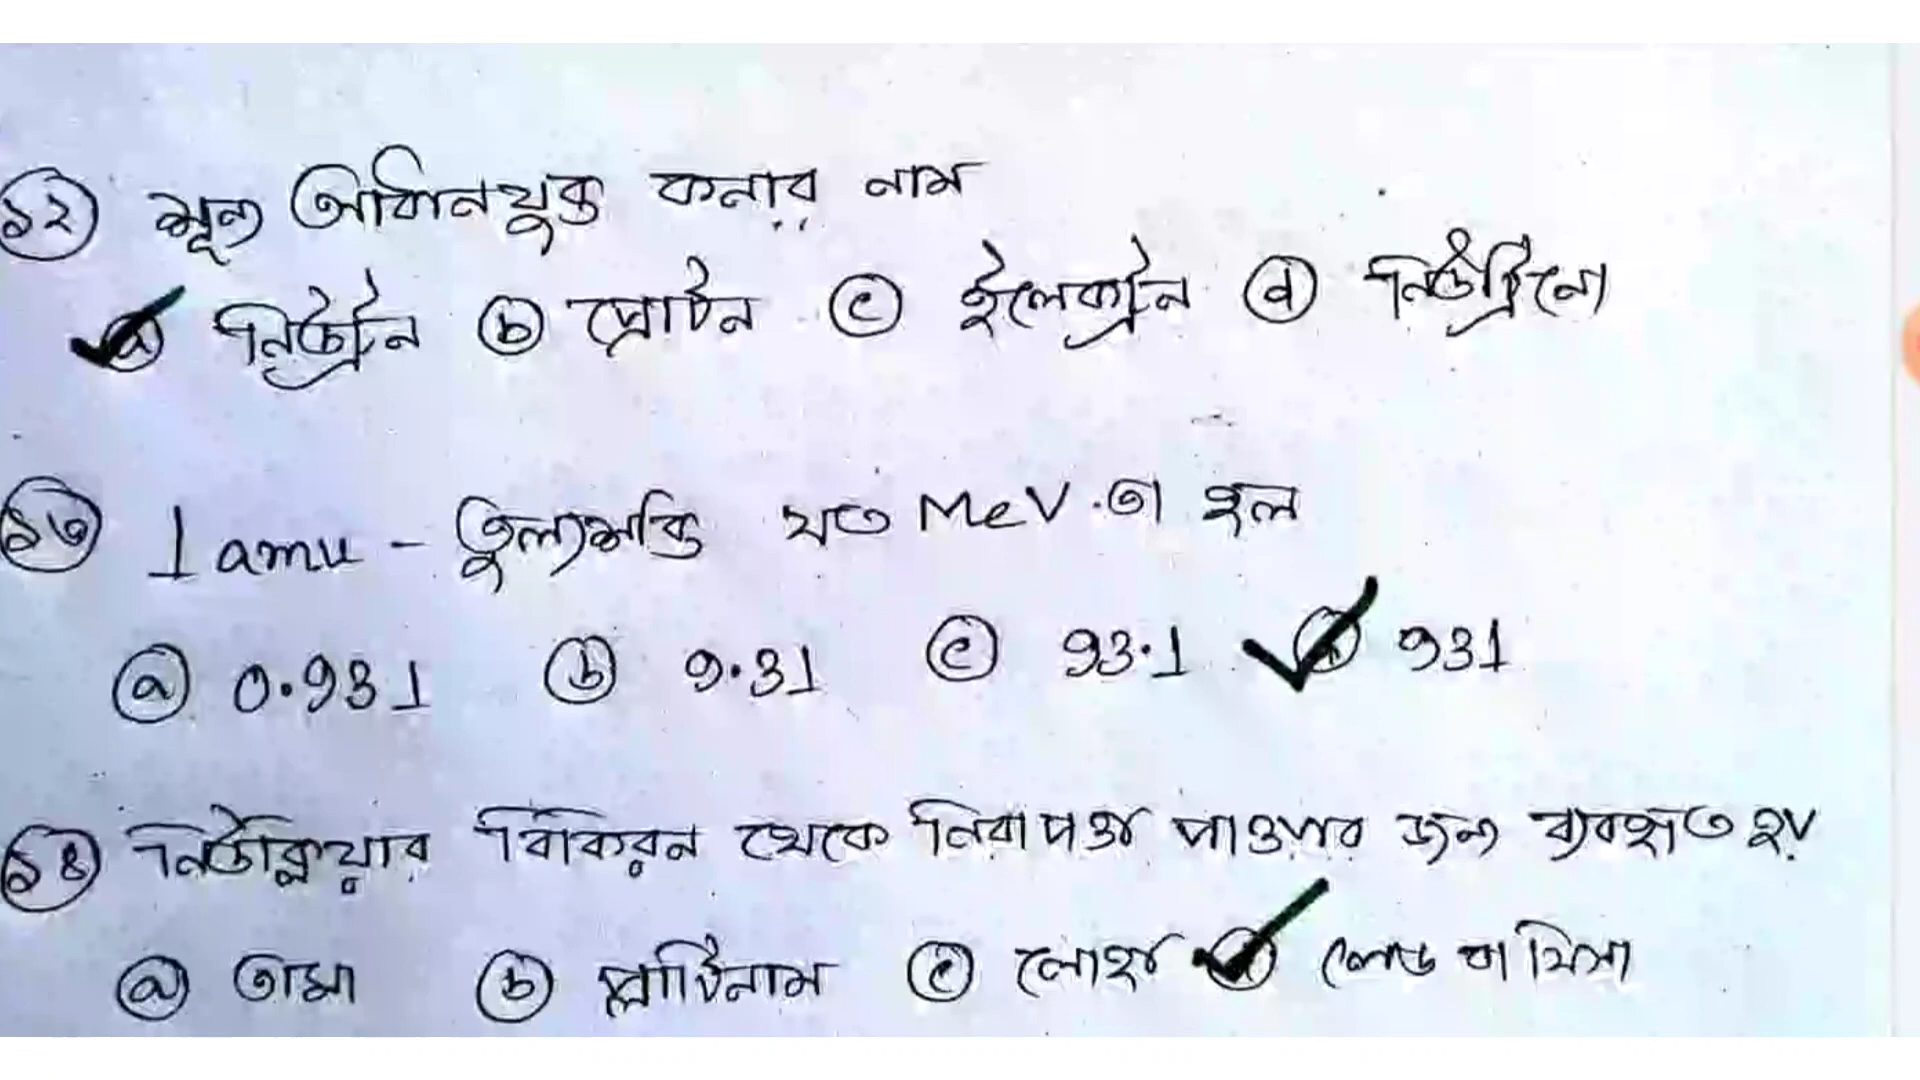 ১২ শূন্য আধানযুক্ত কনার নাম
a নিউট্রন b প্রোটন c ইলেকট্রন d নিউট্রিনো
১৩ 1 amu - তুল্যশক্তি যত MeV তা হল
a 0.931 b 9.31 c 93.1 d 931
১৪ নিউক্লিয়ার বিকিরন থেকে নিরাপত্তা পাওয়ার জন্য ব্যবহৃত হয়
a তামা b প্লাটিনাম c লোহা d লেড বা সিসা